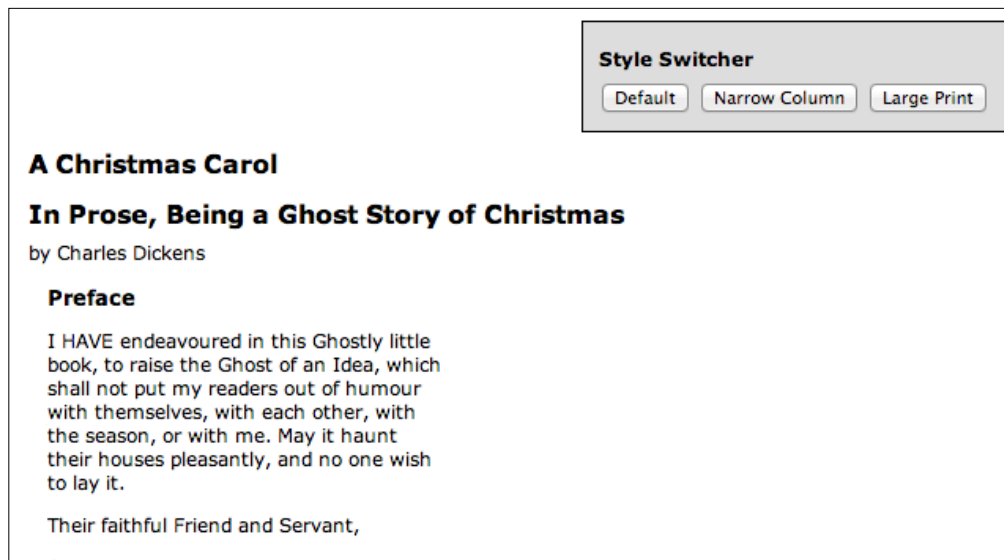 Style Switcher
Default Narrow Column Large Print
A Christmas Carol
In Prose, Being a Ghost Story of Christmas
by Charles Dickens
Preface
I HAVE endeavoured in this Ghostly little
book, to raise the Ghost of an Idea, which
shall not put my readers out of humour
with themselves, with each other, with
the season, or with me. May it haunt
their houses pleasantly, and no one wish
to lay it.
Their faithful Friend and Servant,